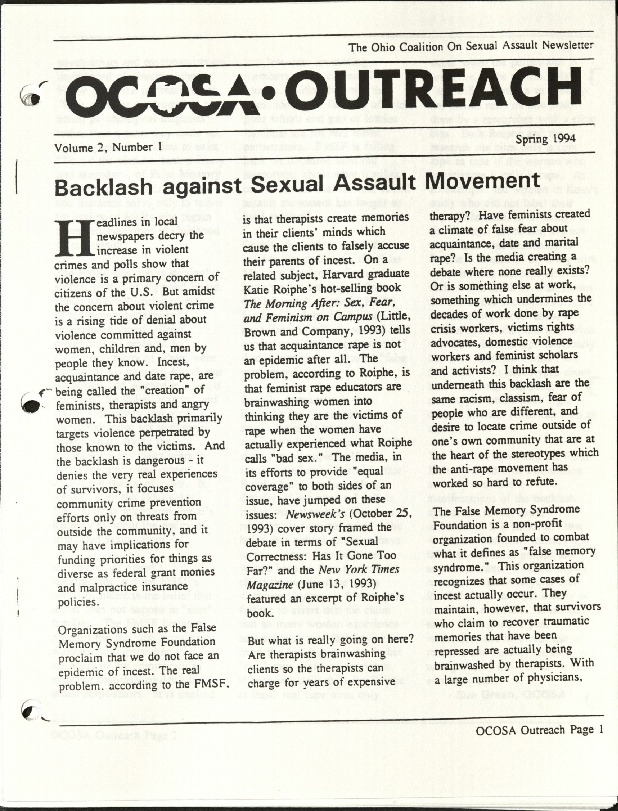 The Ohio Coalition On Sexual Assault Newsletter
OCOSA•OUTREACH
Volume 2, Number 1
Spring 1994
Backlash against Sexual Assault Movement
Headlines in local
newspapers decry the
increase in violent
crimes and polls show that
violence is a primary concern of
citizens of the U.S. But amidst
the concern about violent crime
is a rising tide of denial about
violence committed against
women, children and, men by
people they know. Incest,
acquaintance and date rape, are
being called the "creation" of
feminists, therapists and angry
women. This backlash primarily
targets violence perpetrated by
those known to the victims. And
the backlash is dangerous - it
denies the very real experiences
of survivors, it focuses
community crime prevention
efforts only on threats from
outside the community, and it
may have implications for
funding priorities for things as
diverse as federal grant monies
and malpractice insurance
policies.
Organizations such as the False
Memory Syndrome Foundation
proclaim that we do not face an
epidemic of incest. The real
problem, according to the FMSF,
is that therapists create memories
in their clients' minds which
cause the clients to falsely accuse
their parents of incest. On a
related subject, Harvard graduate
Katie Roiphe's hot-selling book
The Morning After: Sex, Fear,
and Feminism on Campus (Little,
Brown and Company, 1993) tells
us that acquaintance rape is not
an epidemic after all. The
problem, according to Roiphe, is
that feminist rape educators are
brainwashing women into
thinking they are the victims of
rape when the women have
actually experienced what Roiphe
calls "bad sex." The media, in
its efforts to provide "equal
coverage" to both sides of an
issue, have jumped on these
issues: Newsweek's (October 25,
1993) cover story framed the
debate in terms of "Sexual
Correctness: Has It Gone Too
Far?" and the New York Times
Magazine (June 13, 1993)
featured an excerpt of Roiphe's
book.
But what is really going on here?
Are therapists brainwashing
clients so the therapists can
charge for years of expensive
therapy? Have feminists created
a climate of false fear about
acquaintance, date and marital
rape? Is the media creating a
debate where none really exists?
Or is something else at work,
something which undermines the
decades of work done by rape
crisis workers, victims rights
advocates, domestic violence
workers and feminist scholars
and activists? I think that
underneath this backlash are the
same racism, classism, fear of
people who are different, and
desire to locate crime outside of
one's own community that are at
the heart of the stereotypes which
the anti-rape movement has
worked so hard to refute.
The False Memory Syndrome
Foundation is a non-profit
organization founded to combat
what it defines as "false memory
syndrome." This organization
recognizes that some cases of
incest actually occur. They
maintain, however, that survivors
who claim to recover traumatic
memories that have been
repressed are actually being
brainwashed by therapists. With
a large number of physicians,
OCOSA Outreach Page 1